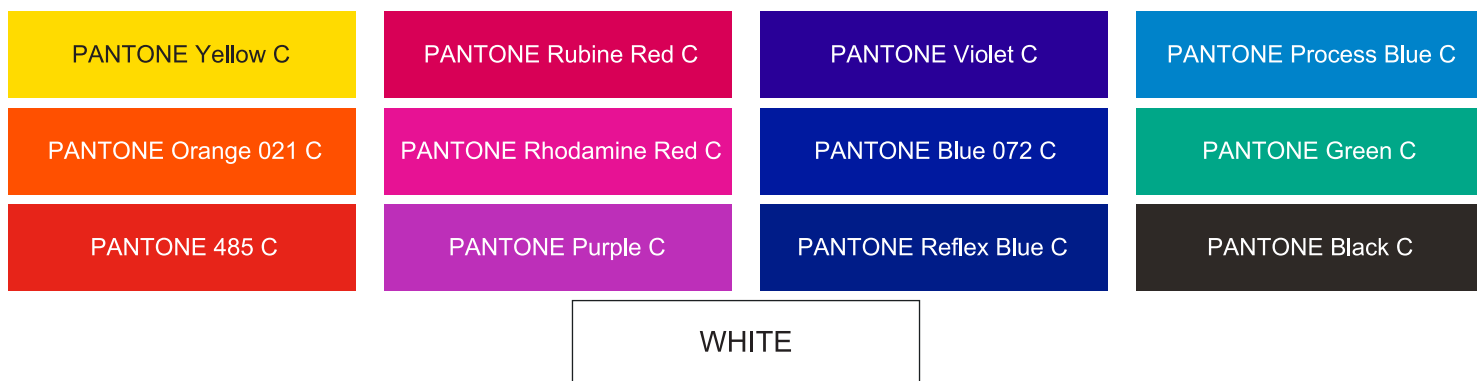 PANTONE Yellow C
PANTONE Rubine Red C
PANTONE Violet C
PANTONE Process Blue C
PANTONE Orange 021 C
PANTONE Rhodamine Red C
PANTONE Blue 072 C
PANTONE Green C
PANTONE 485 C
PANTONE Purple C
PANTONE Reflex Blue C
PANTONE Black C
WHITE